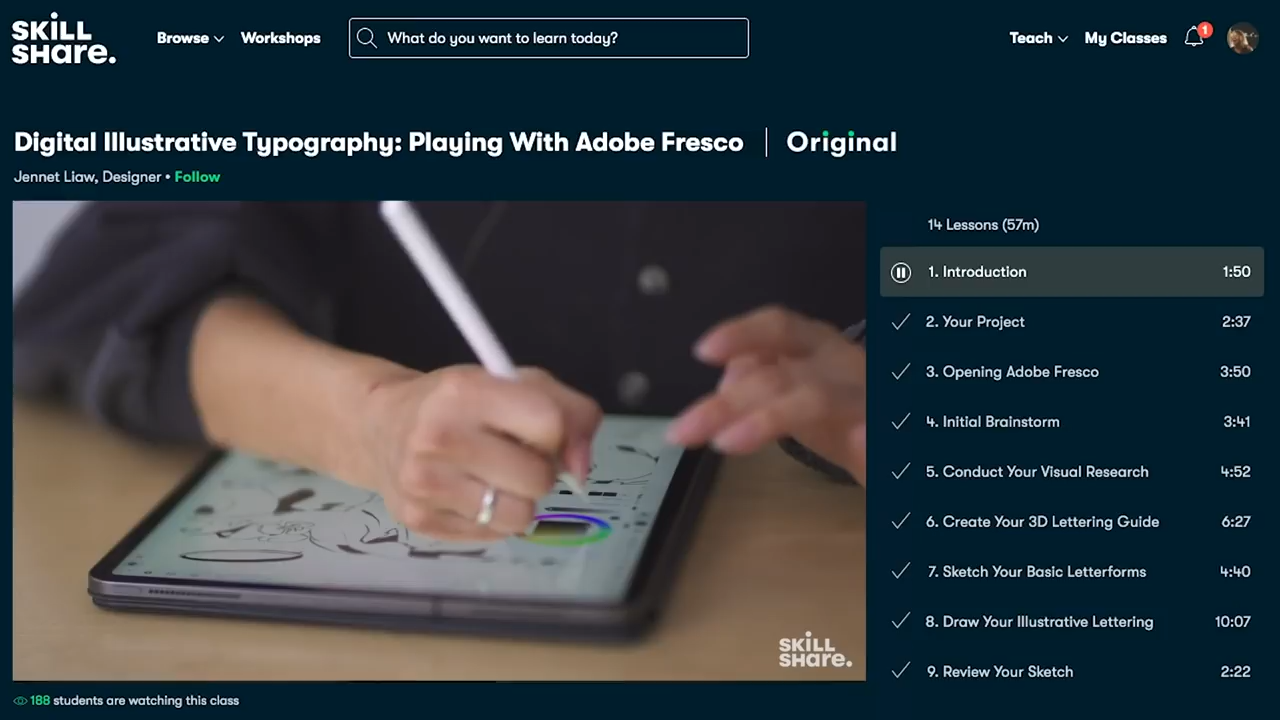 SKiLL
SHare.
Browse
Workshops
What do you want to learn today?
Teach
My Classes
1
Digital Illustrative Typography: Playing With Adobe Fresco | Original
Jennet Liaw, Designer • Follow
14 Lessons (57m)
1. Introduction 1:50
2. Your Project 2:37
3. Opening Adobe Fresco 3:50
4. Initial Brainstorm 3:41
5. Conduct Your Visual Research 4:52
6. Create Your 3D Lettering Guide 6:27
7. Sketch Your Basic Letterforms 4:40
8. Draw Your Illustrative Lettering 10:07
9. Review Your Sketch 2:22
SKiLL
SHare.
188 students are watching this class